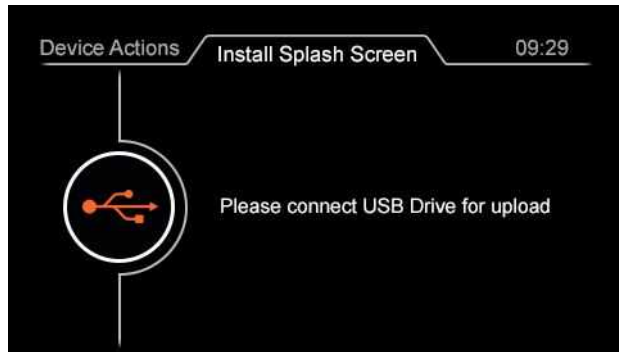 Device Actions
Install Splash Screen
09:29
Please connect USB Drive for upload